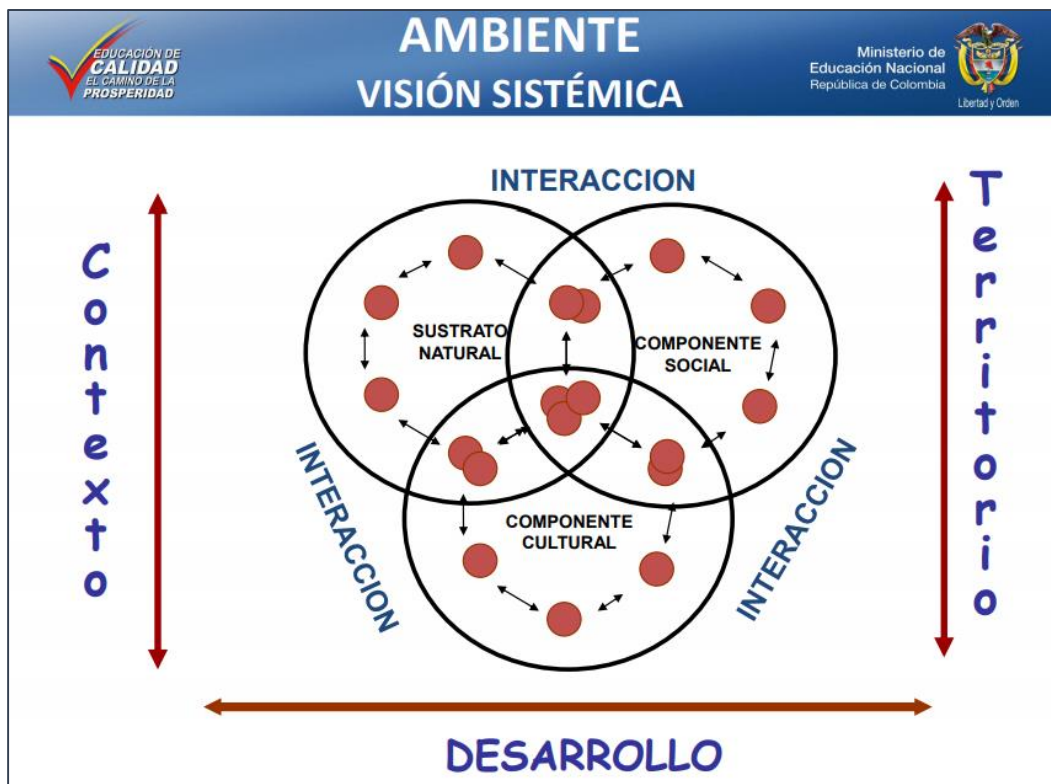 EDUCACIÓN DE
CALIDAD
EL CAMINO DE LA
PROSPERIDAD
AMBIENTE
VISIÓN SISTÉMICA
Ministerio de
Educación Nacional
República de Colombia
Libertad y Orden
INTERACCION
Contexto
Territorio
SUSTRATO
NATURAL
COMPONENTE
SOCIAL
INTERACCION
COMPONENTE
CULTURAL
INTERACCION
DESARROLLO